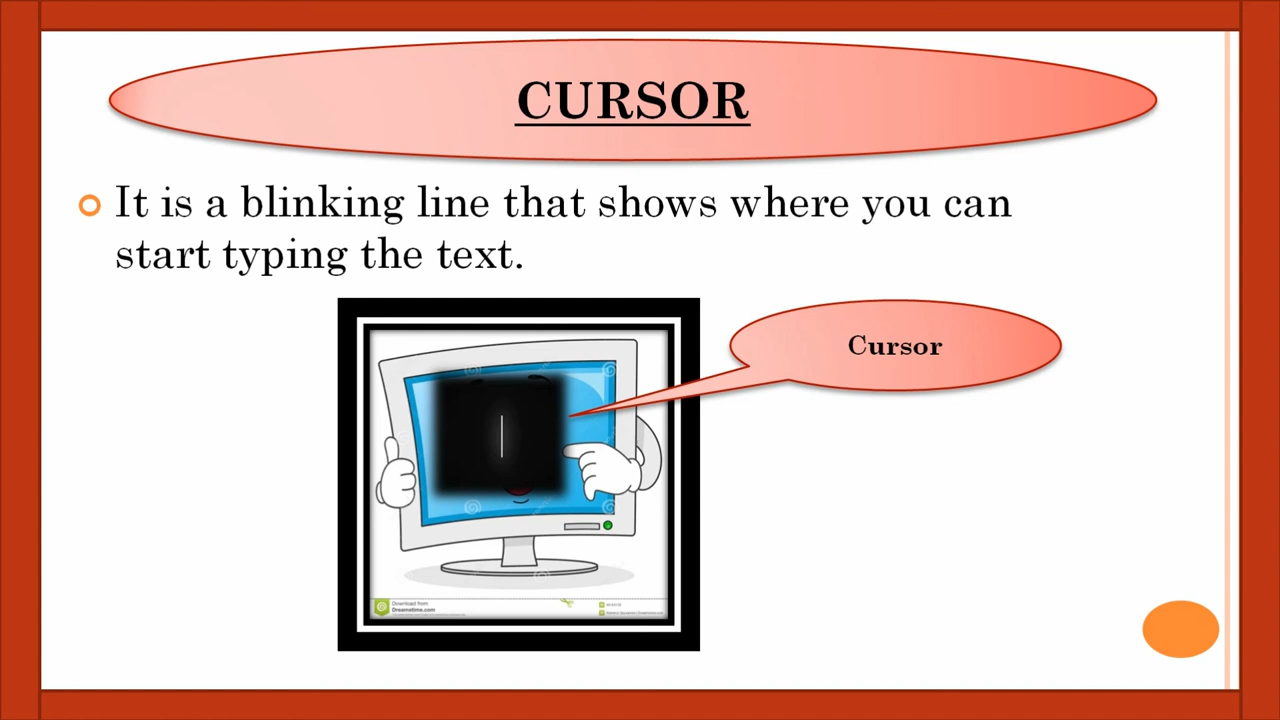 CURSOR
It is a blinking line that shows where you can
start typing the text.
Cursor
Download from
Dreamstime.com